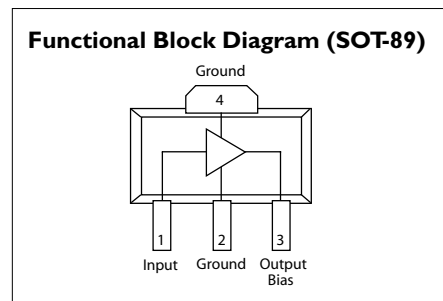 Functional Block Diagram (SOT-89)
Ground
4
1 2 3
Input Ground Output
Bias